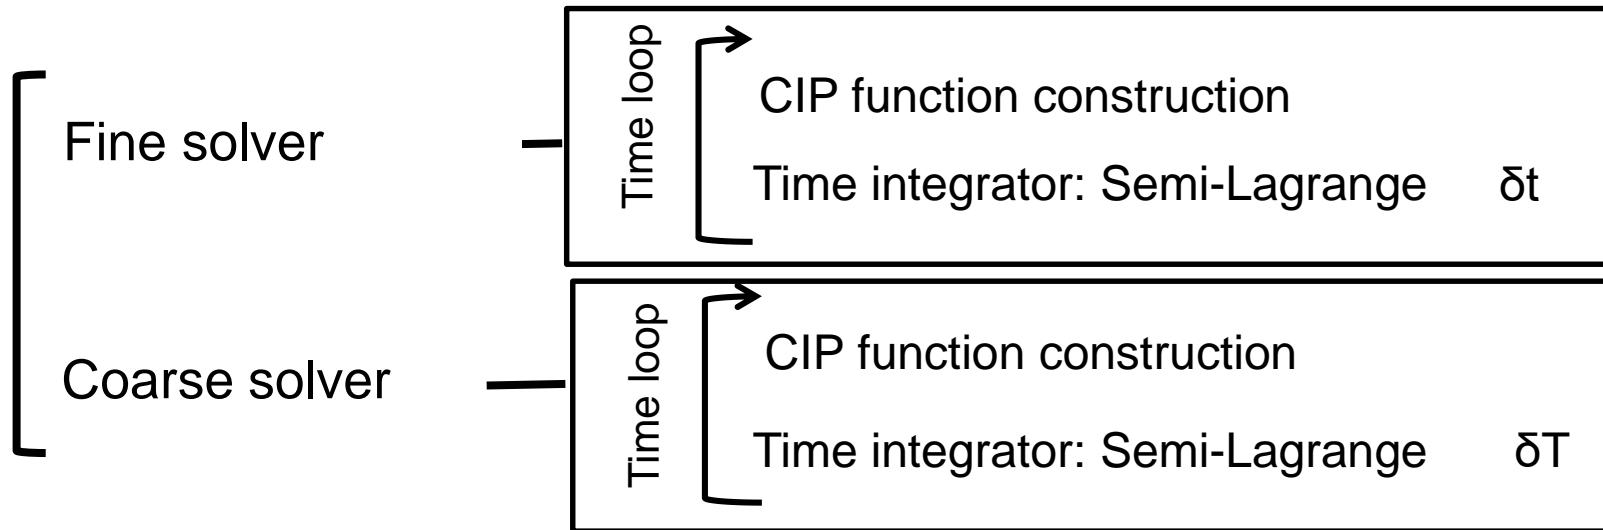 Fine solver
Time loop
CIP function construction
Time integrator: Semi-Lagrange δt
Coarse solver
Time loop
CIP function construction
Time integrator: Semi-Lagrange δT